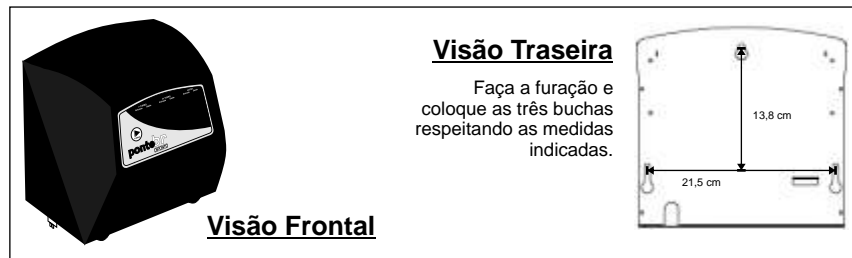 ponto
Visão Frontal
Visão Traseira
Faça a furação e
coloque as três buchas
respeitando as medidas
indicadas.
13,8 cm
21,5 cm